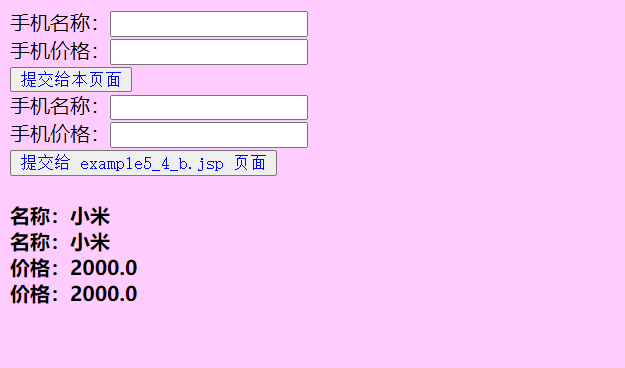 手机名称：
手机价格：
提交给本页面
手机名称：
手机价格：
提交给 example5_4_b.jsp 页面
名称：小米
名称：小米
价格：2000.0
价格：2000.0